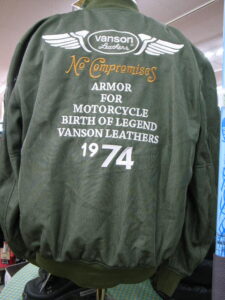 vanson
Leathers
No Compromises
ARMOR
FOR
MOTORCYCLE
BIRTH OF LEGEND
VANSON LEATHERS
1974